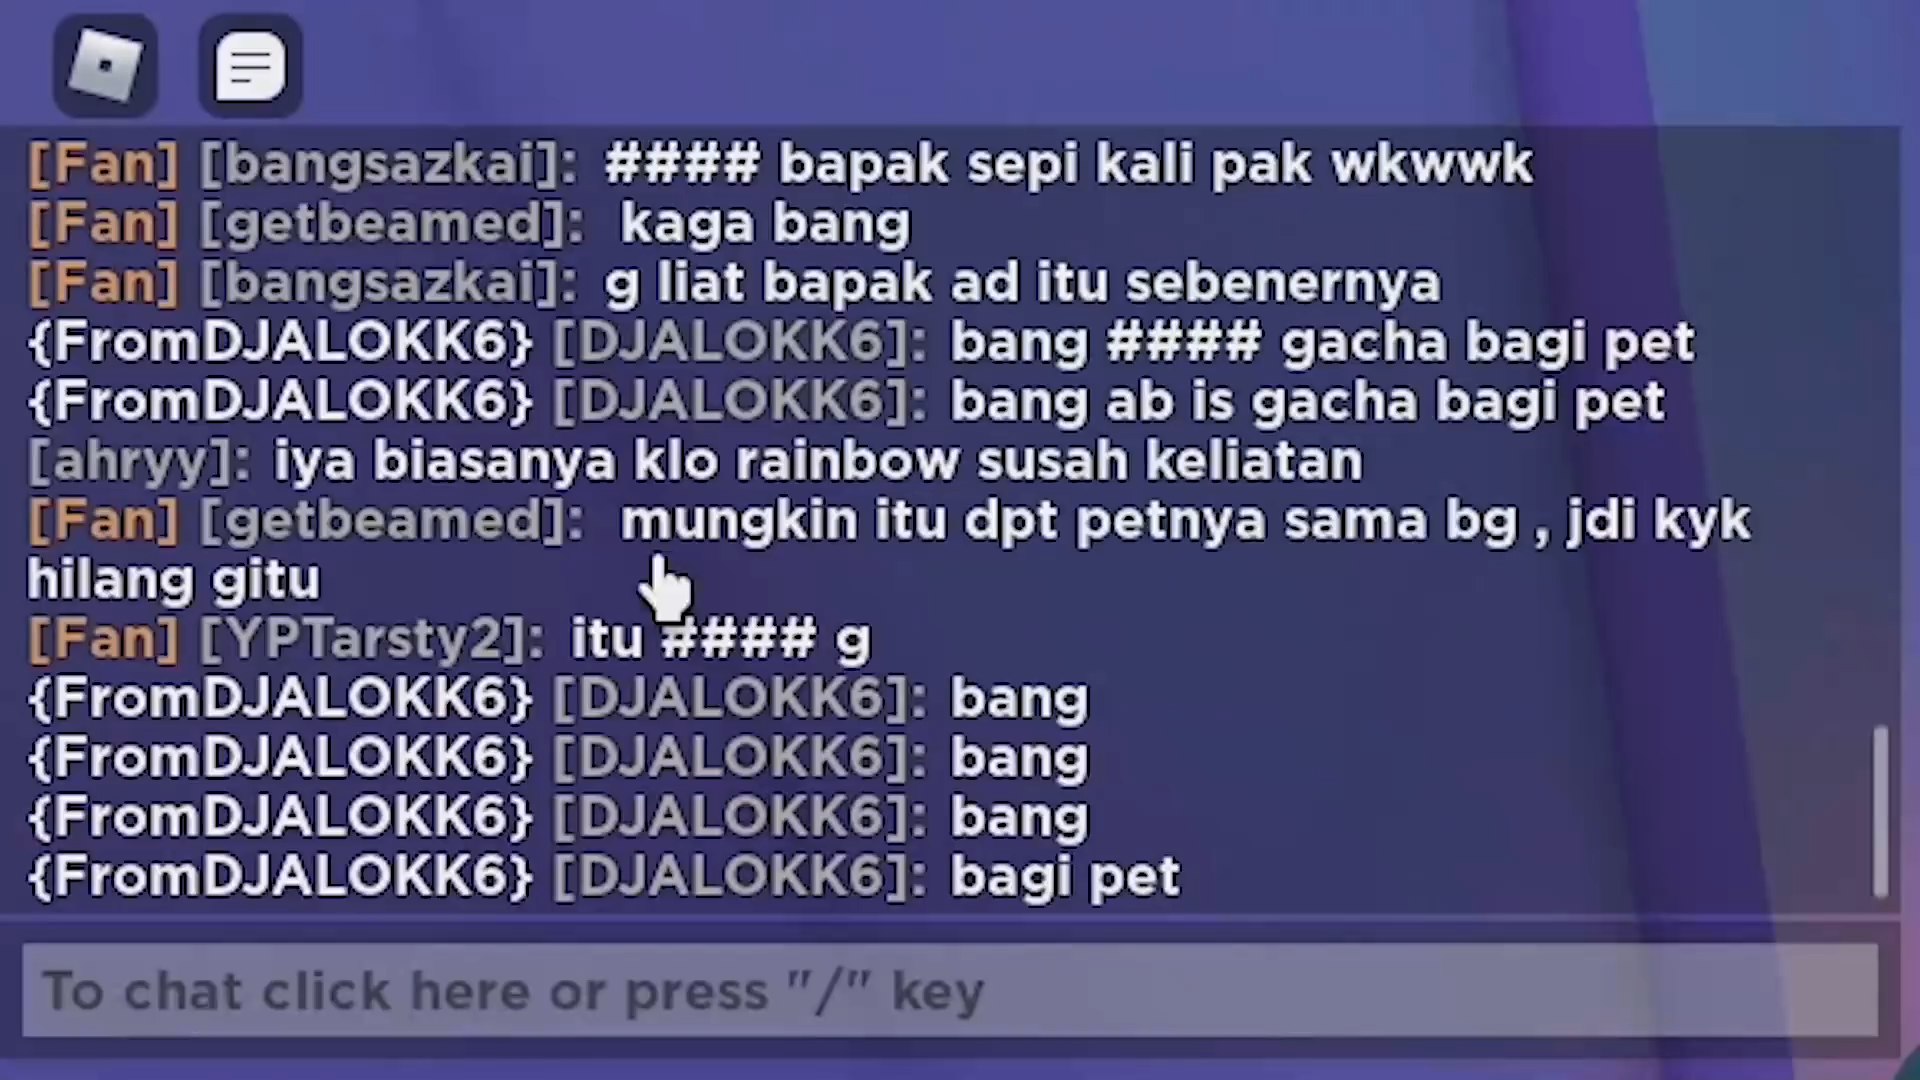 [Fan] [bangsazkai]: #### bapak sepi kali pak wkwwk
[Fan] [getbeamed]: kaga bang
[Fan] [bangsazkai]: g liat bapak ad itu sebenernya
{FromDJALOKK6} [DJALOKK6]: bang #### gacha bagi pet
{FromDJALOKK6} [DJALOKK6]: bang ab is gacha bagi pet
[ahryy]: iya biasanya klo rainbow susah keliatan
[Fan] [getbeamed]: mungkin itu dpt petnya sama bg , jdi kyk
hilang gitu
[Fan] [YPTarsty2]: itu #### g
{FromDJALOKK6} [DJALOKK6]: bang
{FromDJALOKK6} [DJALOKK6]: bang
{FromDJALOKK6} [DJALOKK6]: bang
{FromDJALOKK6} [DJALOKK6]: bagi pet
To chat click here or press "/" key